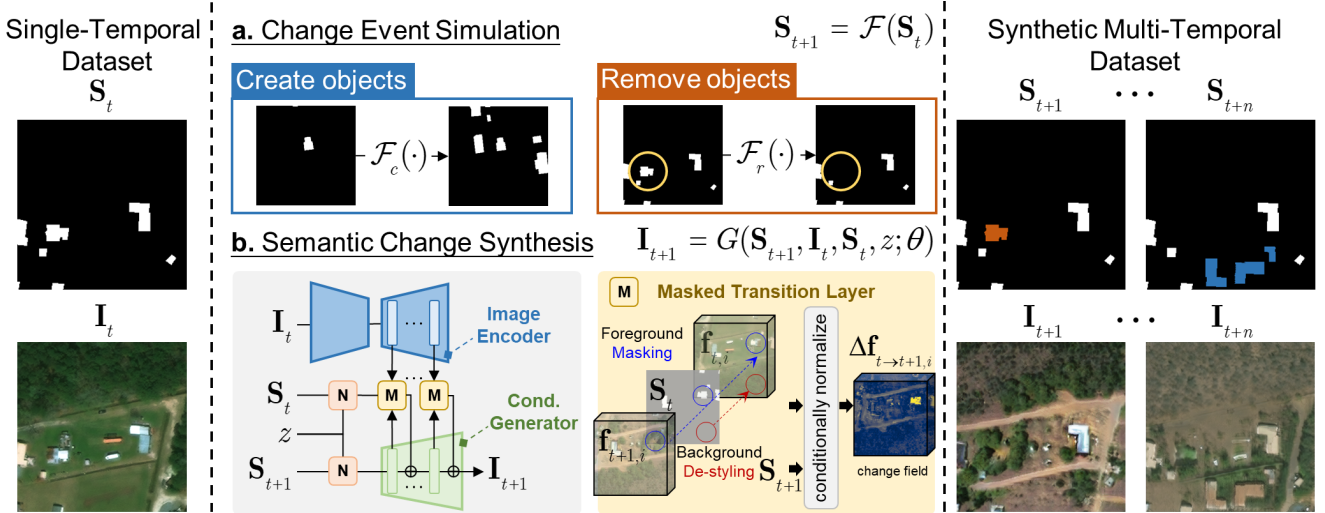 Single-Temporal
Dataset
S_t
I_t
a. Change Event Simulation
S_{t+1} = F(S_t)
Create objects
F_c(·)
Remove objects
F_r(·)
b. Semantic Change Synthesis
I_{t+1} = G(S_{t+1}, I_t, S_t, z; θ)
I_t
...
Image
Encoder
S_t
N
M
...
M
z
Cond.
Generator
S_{t+1}
N
...
I_{t+1}
M
Masked Transition Layer
Foreground
Masking
f_{t,i}
S_t
f_{t+1,i}
Background
De-styling
S_{t+1}
conditionally normalize
Δf_{t→t+1,i}
change field
Synthetic Multi-Temporal
Dataset
S_{t+1} ... S_{t+n}
I_{t+1} ... I_{t+n}